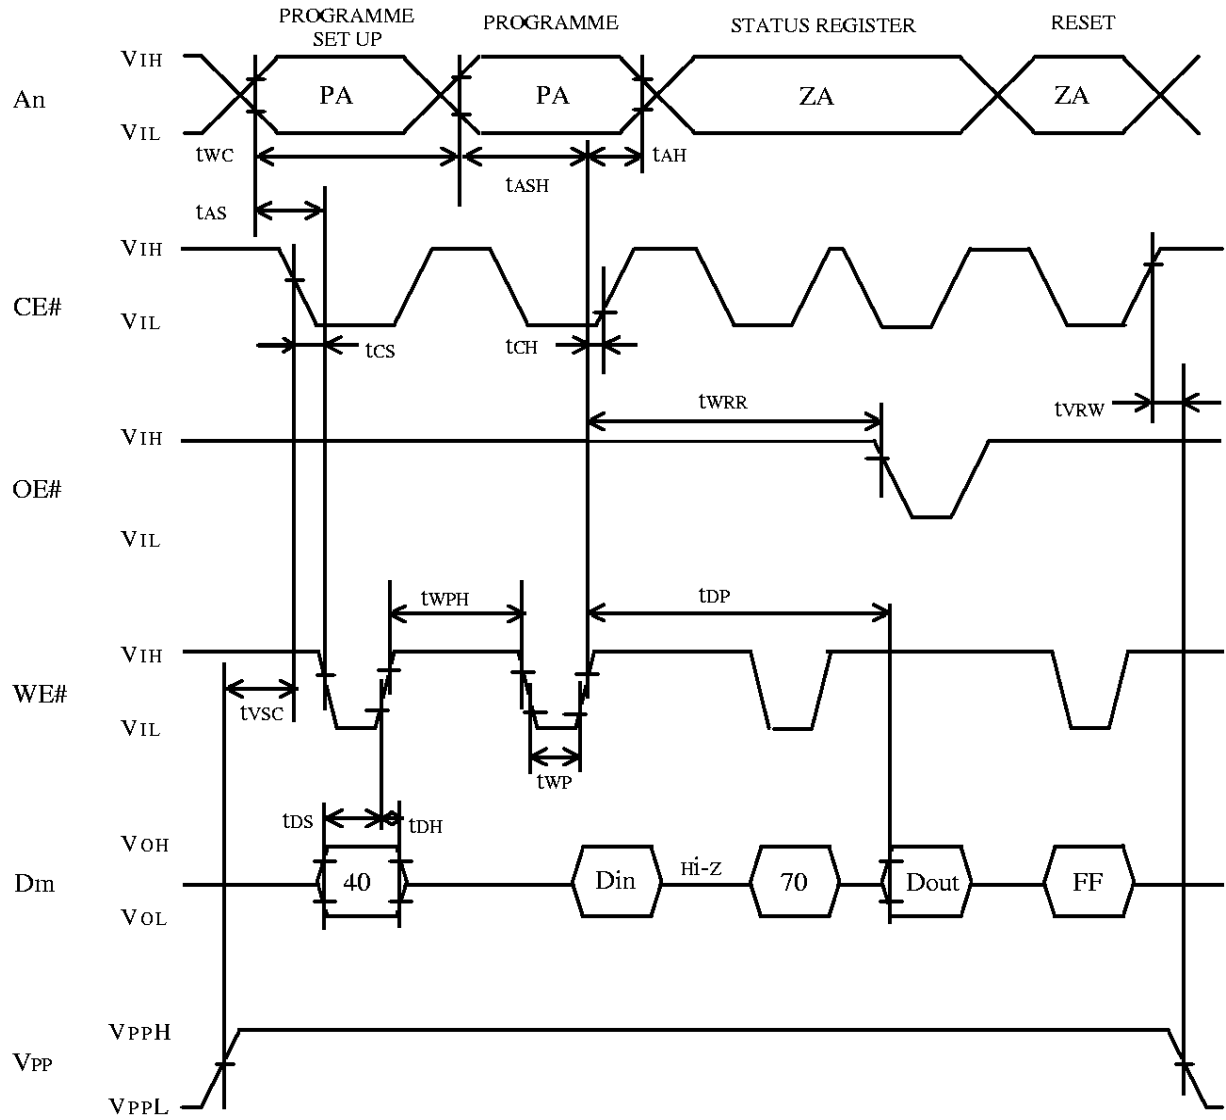 PROGRAMME SET UP
PROGRAMME
STATUS REGISTER
RESET
VIH
An
PA
PA
ZA
ZA
VIL
tWC
tASH
tAH
tAS
VIH
CE#
VIL
tCS
tCH
tWRR
tVRW
VIH
OE#
VIL
tWPH
tDP
VIH
WE#
tVSC
VIL
tWP
tDS
tDH
VOH
Dm
40
Din
Hi-Z
70
Dout
FF
VOL
VPPH
VPP
VPPL